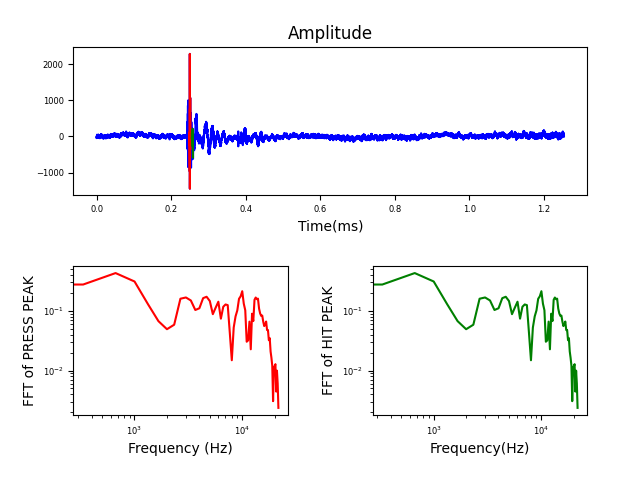 Amplitude
2000
1000
0
−1000
0.0 0.2 0.4 0.6 0.8 1.0 1.2
Time(ms)
FFT of PRESS PEAK
10⁻¹
10⁻²
10³ 10⁴
Frequency (Hz)
FFT of HIT PEAK
10⁻¹
10⁻²
10³ 10⁴
Frequency(Hz)